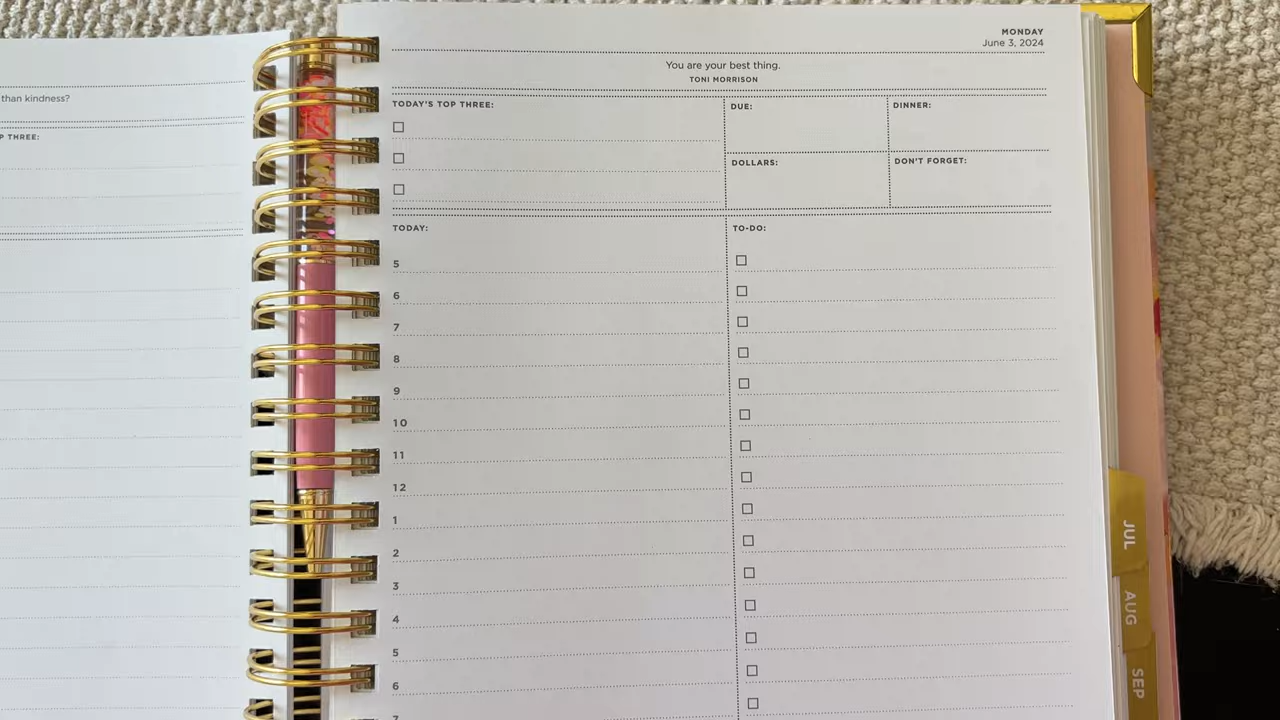 than kindness?
P THREE:
MONDAY
June 3, 2024
You are your best thing.
TONI MORRISON
TODAY'S TOP THREE:
DUE:
DINNER:
DOLLARS:
DON'T FORGET:
TODAY:
TO-DO:
5
6
7
8
9
10
11
12
1
2
3
4
5
6
7
JUL
AUG
SEP